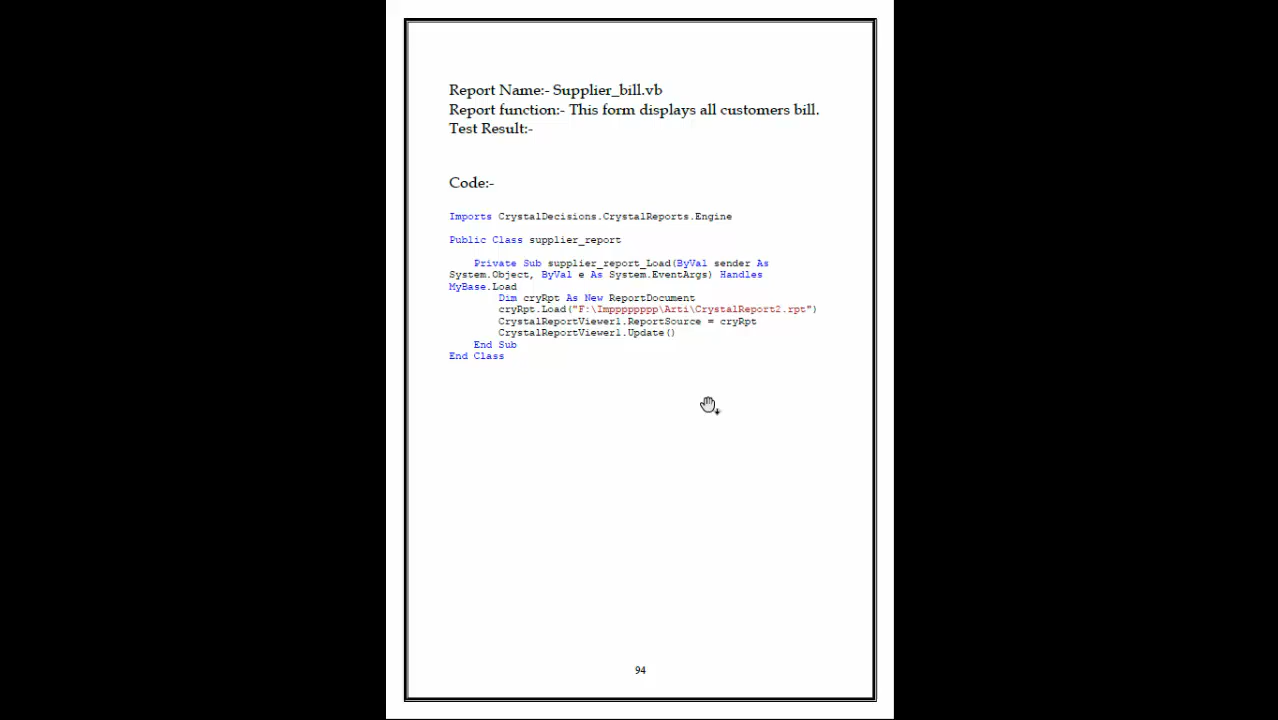 Report Name:- Supplier_bill.vb
Report function:- This form displays all customers bill.
Test Result:-
Code:-
Imports CrystalDecisions.CrystalReports.Engine
Public Class supplier_report
Private Sub supplier_report_Load(ByVal sender As
System.Object, ByVal e As System.EventArgs) Handles
MyBase.Load
Dim cryRpt As New ReportDocument
cryRpt.Load("F:\Impppppppp\Arti\CrystalReport2.rpt")
CrystalReportViewer1.ReportSource = cryRpt
CrystalReportViewer1.Update()
End Sub
End Class
94